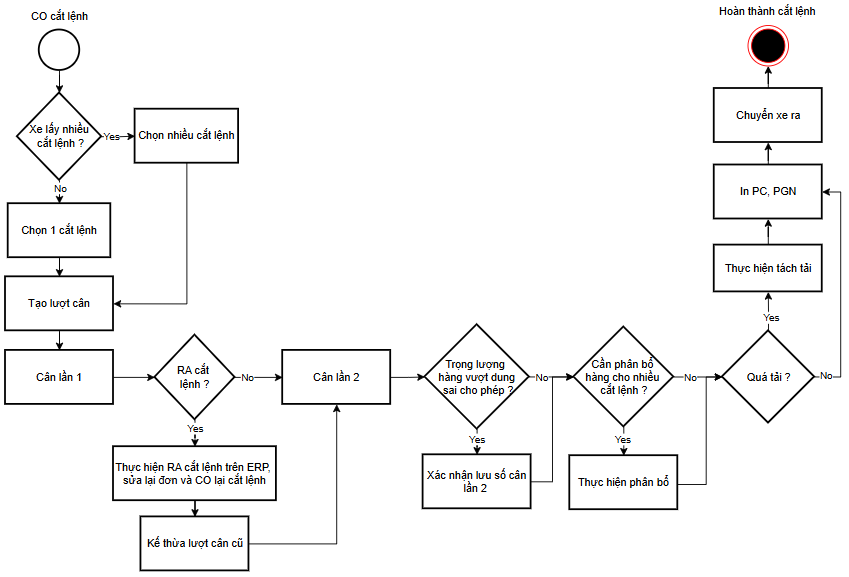 CO cắt lệnh
Xe lấy nhiều
cắt lệnh ?
Yes
Chọn nhiều cắt lệnh
No
Chọn 1 cắt lệnh
Tạo lượt cân
Cân lần 1
RA cắt
lệnh ?
No
Yes
Thực hiện RA cắt lệnh trên ERP,
sửa lại đơn và CO lại cắt lệnh
Kế thừa lượt cân cũ
Cân lần 2
Trọng lượng
hàng vượt dung
sai cho phép ?
No
Yes
Xác nhận lưu số cân
lần 2
Cần phân bổ
hàng cho nhiều
cắt lệnh ?
No
Yes
Thực hiện phân bổ
Quá tải ?
No
Yes
Thực hiện tách tải
In PC, PGN
Chuyển xe ra
Hoàn thành cắt lệnh